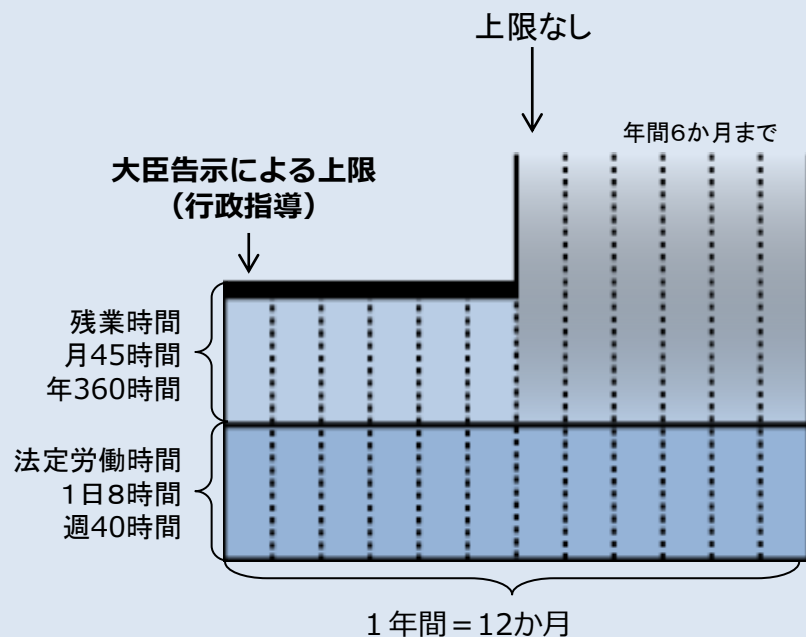 上限なし
年間6か月まで
大臣告示による上限
（行政指導）
残業時間
月45時間
年360時間
法定労働時間
１日８時間
週40時間
１年間＝12か月